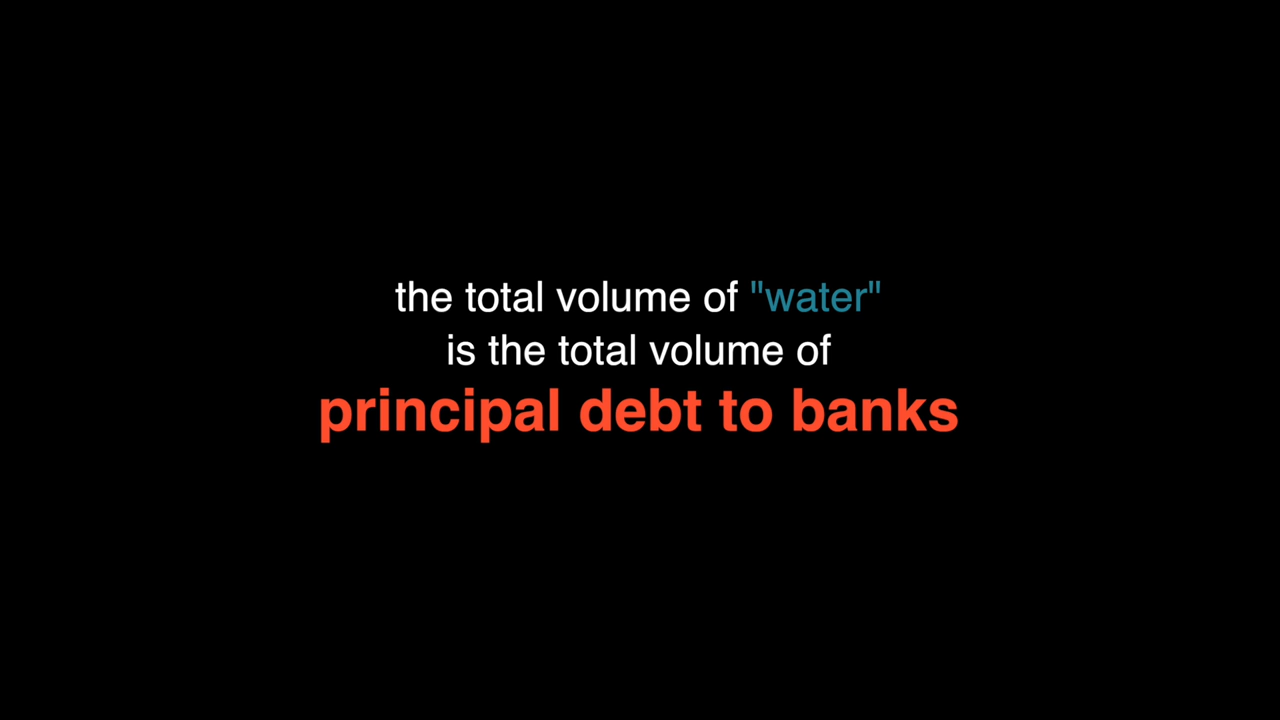 the total volume of "water"
is the total volume of
principal debt to banks